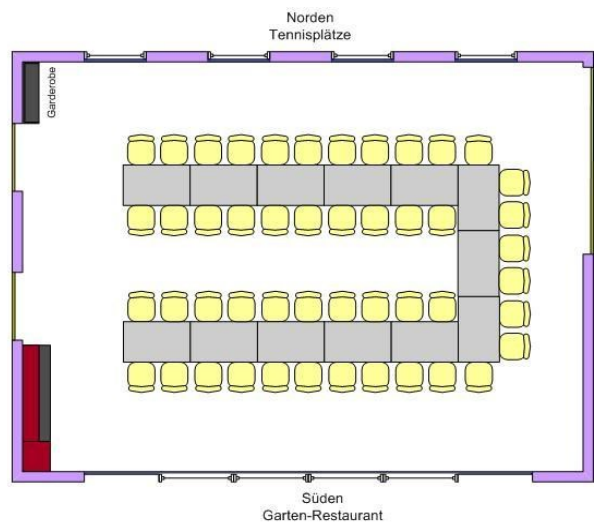 Norden
Tennisplätze
Garderobe
Süden
Garten-Restaurant